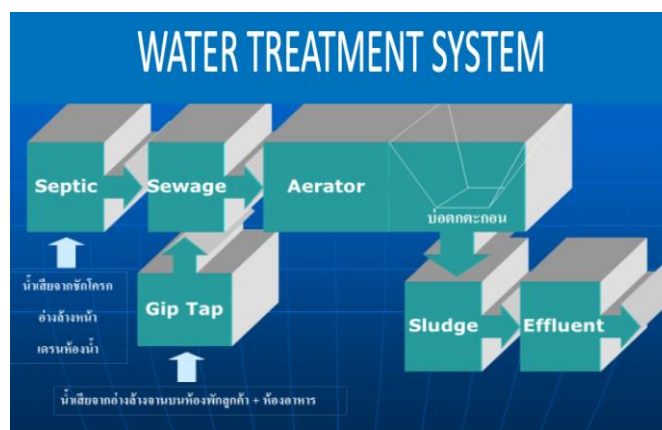 WATER TREATMENT SYSTEM
Septic
Sewage
Aerator
บ่อตกตะกอน
น้ำเสียจากชักโครก
อ่างล้างหน้า
เดรนห้องน้ำ
Gip Tap
Sludge
Effluent
น้ำเสียจากอ่างล้างจานบนห้องพักลูกค้า + ห้องอาหาร